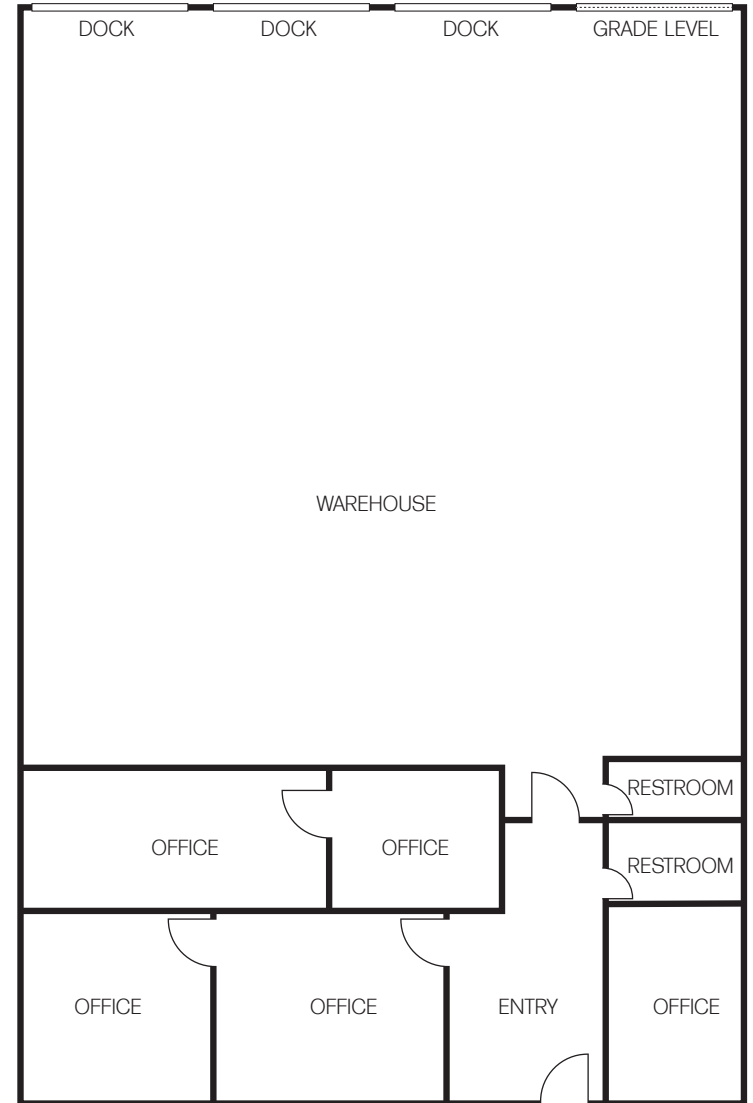 DOCK
DOCK
DOCK
GRADE LEVEL
WAREHOUSE
RESTROOM
OFFICE
OFFICE
RESTROOM
OFFICE
OFFICE
ENTRY
OFFICE